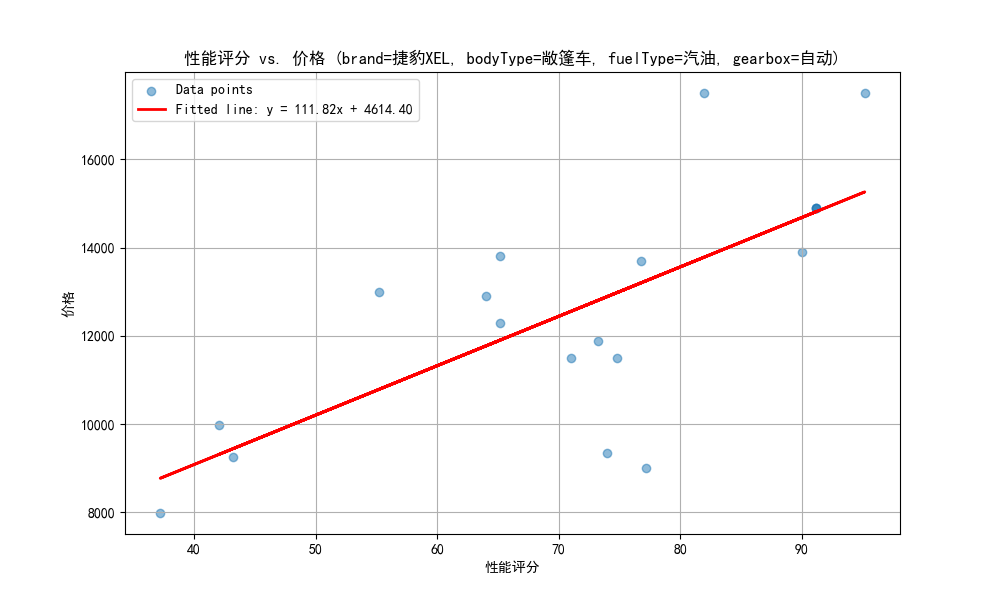 性能评分 vs. 价格 (brand=捷豹XEL, bodyType=敞篷车, fuelType=汽油, gearbox=自动)
Data points
Fitted line: y = 111.82x + 4614.40
价格
16000
14000
12000
10000
8000
40 50 60 70 80 90
性能评分